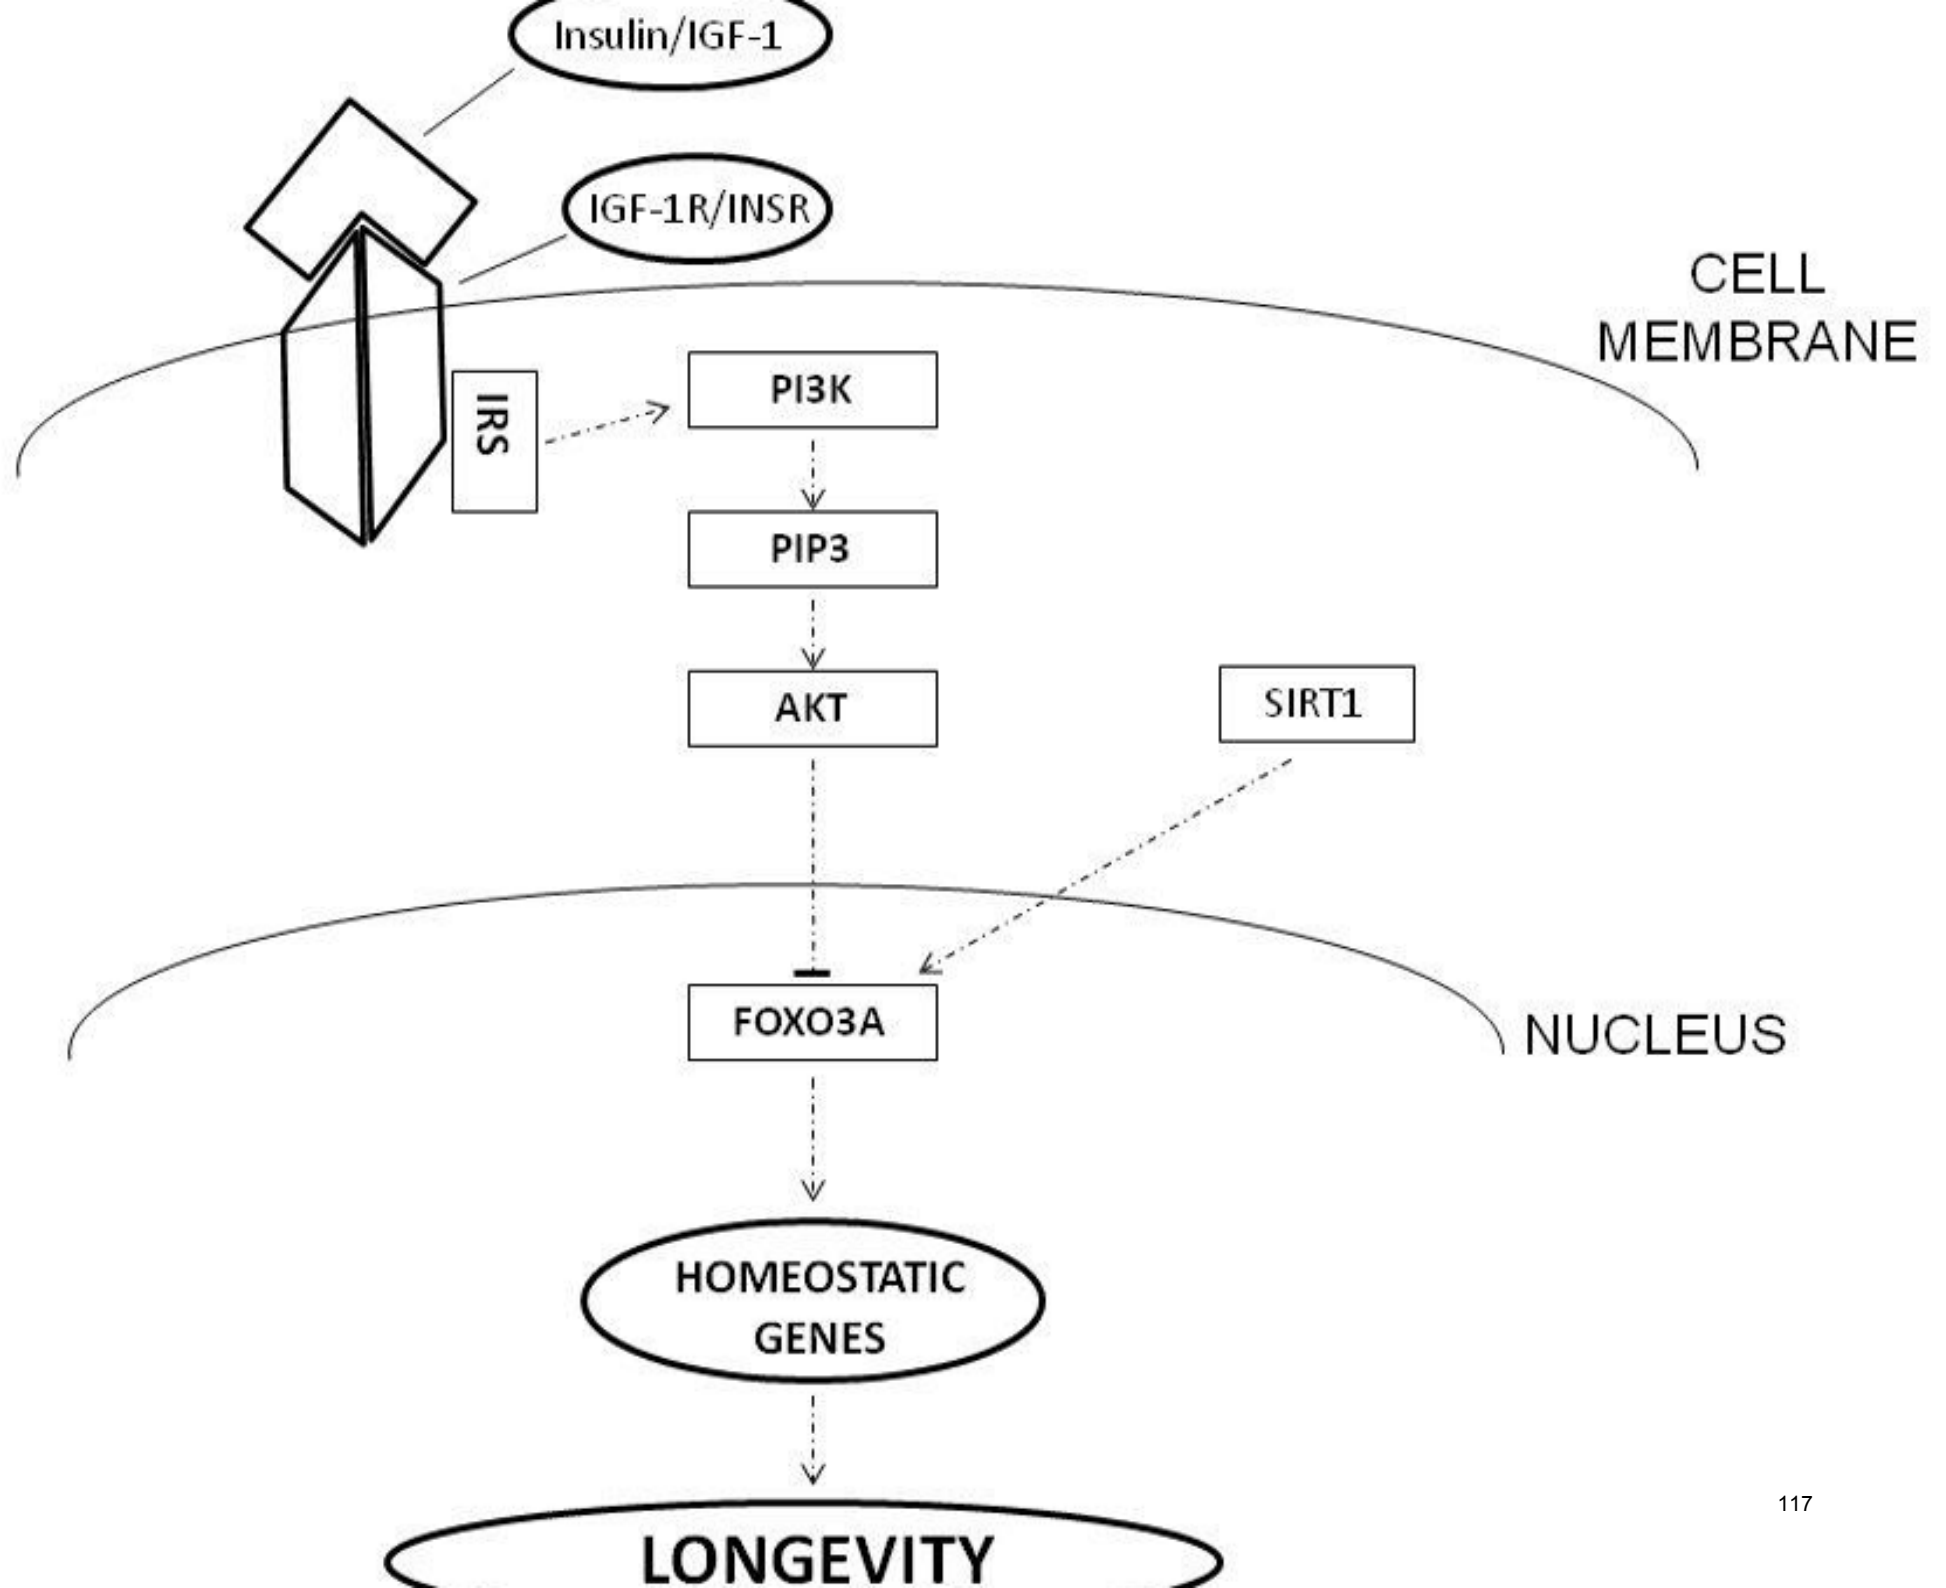 Insulin/IGF-1
IGF-1R/INSR
CELL
MEMBRANE
IRS
PI3K
PIP3
AKT
SIRT1
FOXO3A
NUCLEUS
HOMEOSTATIC
GENES
117
LONGEVITY